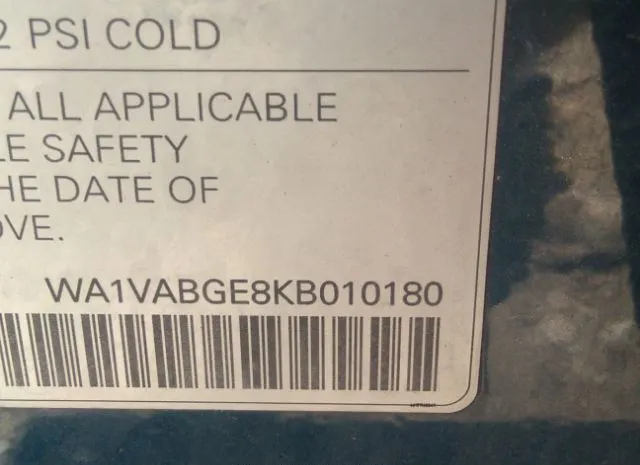 2 PSI COLD
ALL APPLICABLE
LE SAFETY
HE DATE OF
OVE.
WA1VABGE8KB010180